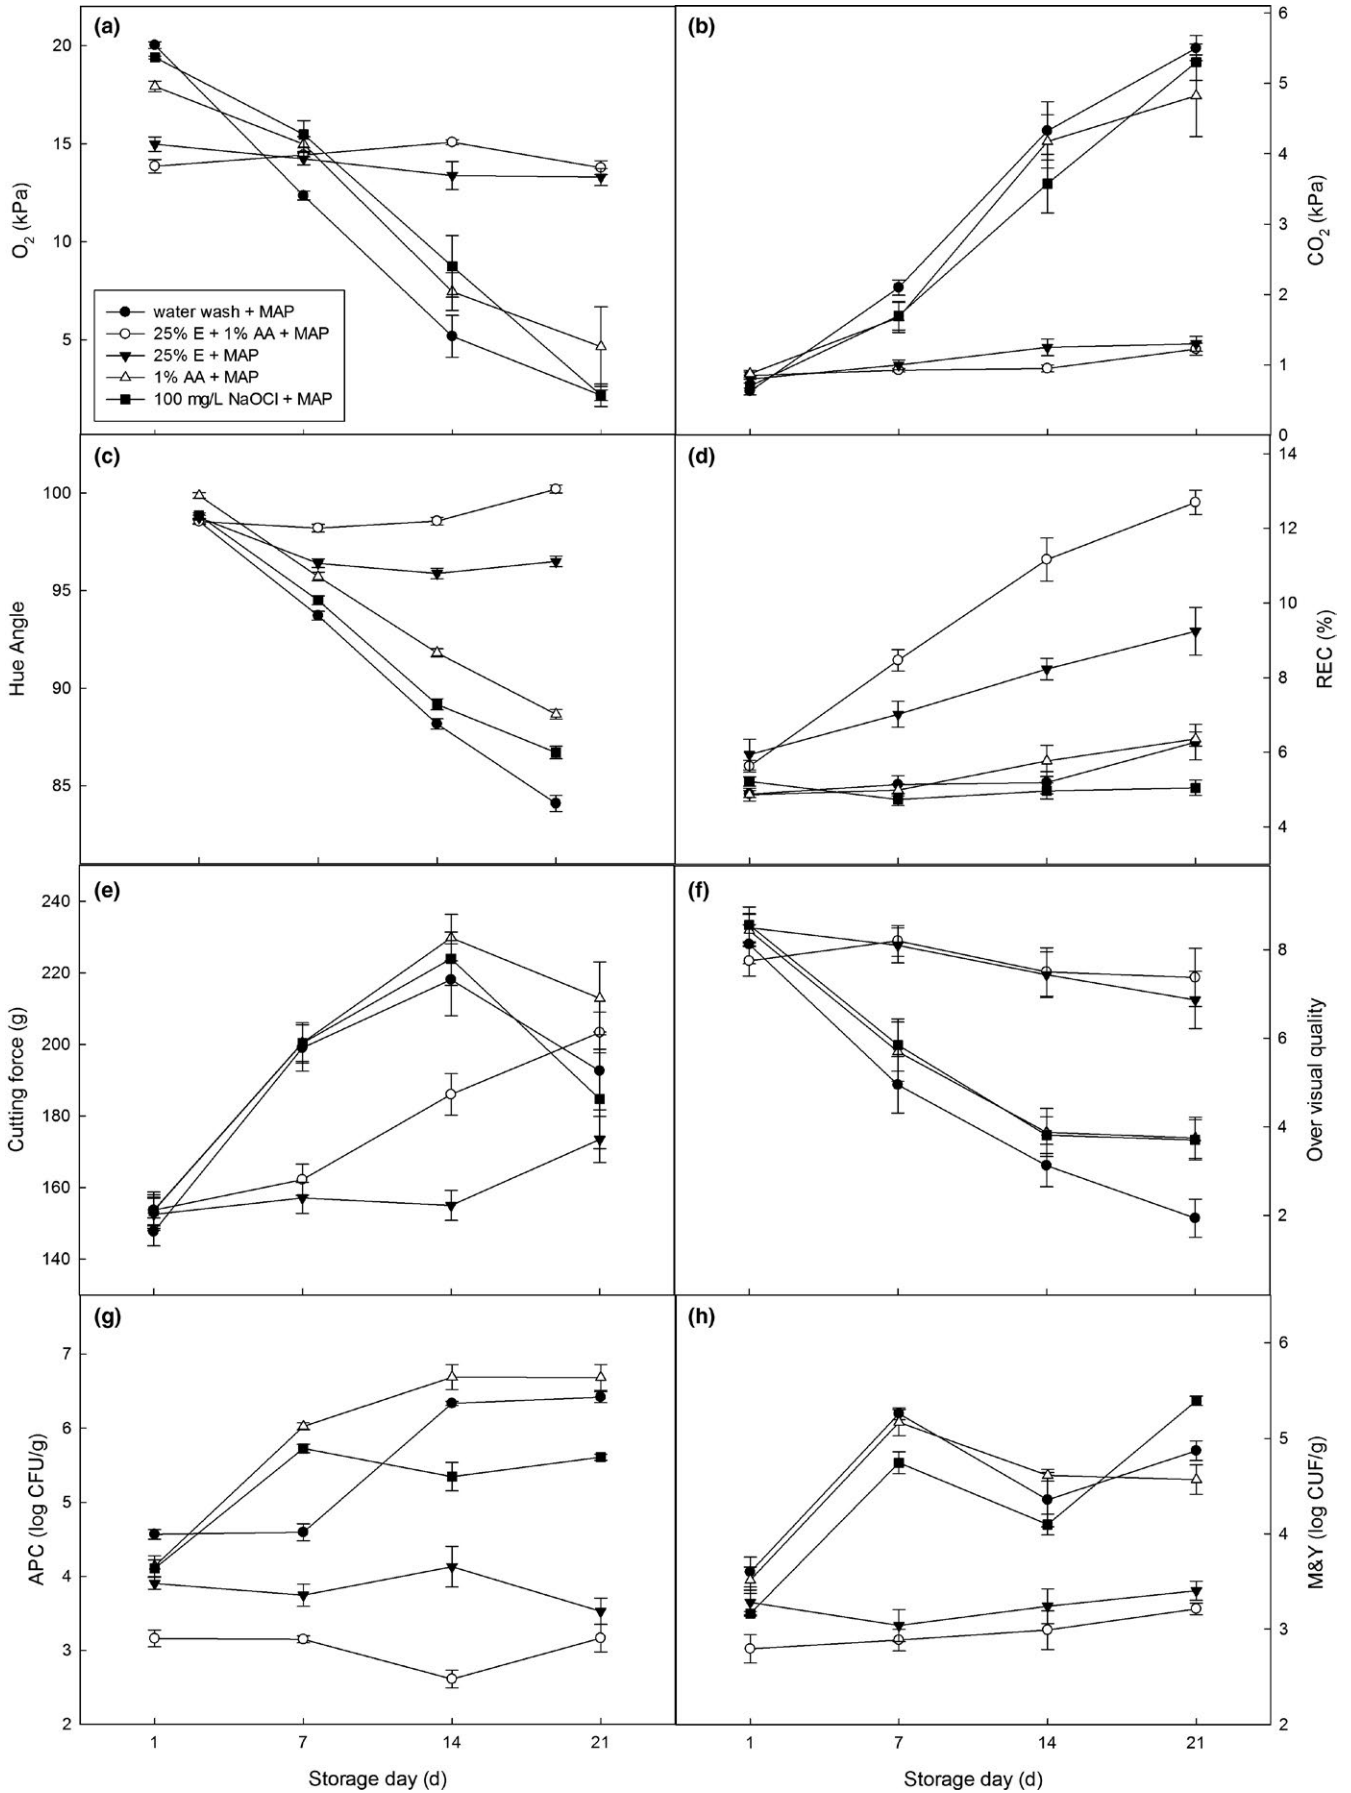 (a)
20
15
10
5
O2 (kPa)
water wash + MAP
25% E + 1% AA + MAP
25% E + MAP
1% AA + MAP
100 mg/L NaOCl + MAP
(b)
6
5
4
3
2
1
0
CO2 (kPa)
(c)
100
95
90
85
Hue Angle
(d)
14
12
10
8
6
4
REC (%)
(e)
240
220
200
180
160
140
Cutting force (g)
(f)
8
6
4
2
Over visual quality
(g)
7
6
5
4
3
2
APC (log CFU/g)
1 7 14 21
Storage day (d)
(h)
6
5
4
3
2
M&Y (log CUF/g)
1 7 14 21
Storage day (d)